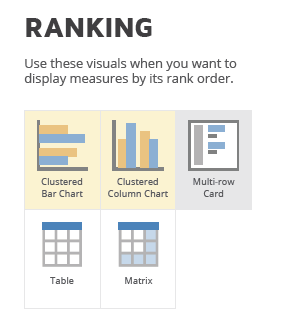 RANKING
Use these visuals when you want to
display measures by its rank order.
Clustered
Bar Chart
Clustered
Column Chart
Multi-row
Card
Table
Matrix